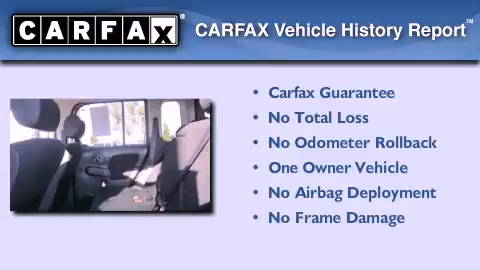 CARFAX® CARFAX Vehicle History Report™
• Carfax Guarantee
• No Total Loss
• No Odometer Rollback
• One Owner Vehicle
• No Airbag Deployment
• No Frame Damage